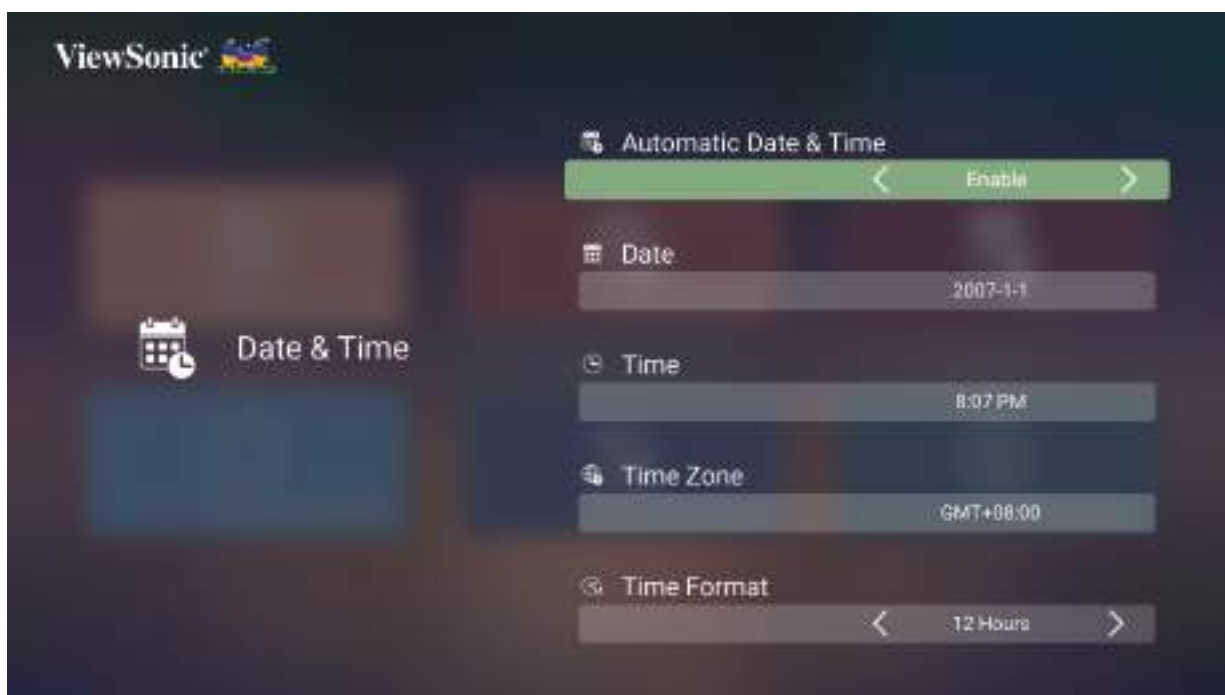 ViewSonic
Automatic Date & Time
Enable
Date
2007-1-1
Date & Time
Time
8:07 PM
Time Zone
GMT+08:00
Time Format
12 Hours